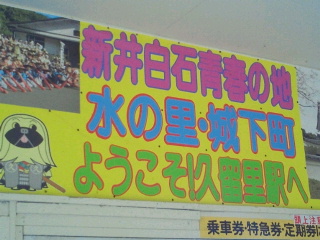 新井白石青春の地
水の里・城下町
ようこそ!久留里駅へ
乗車券・特急券・定期券は